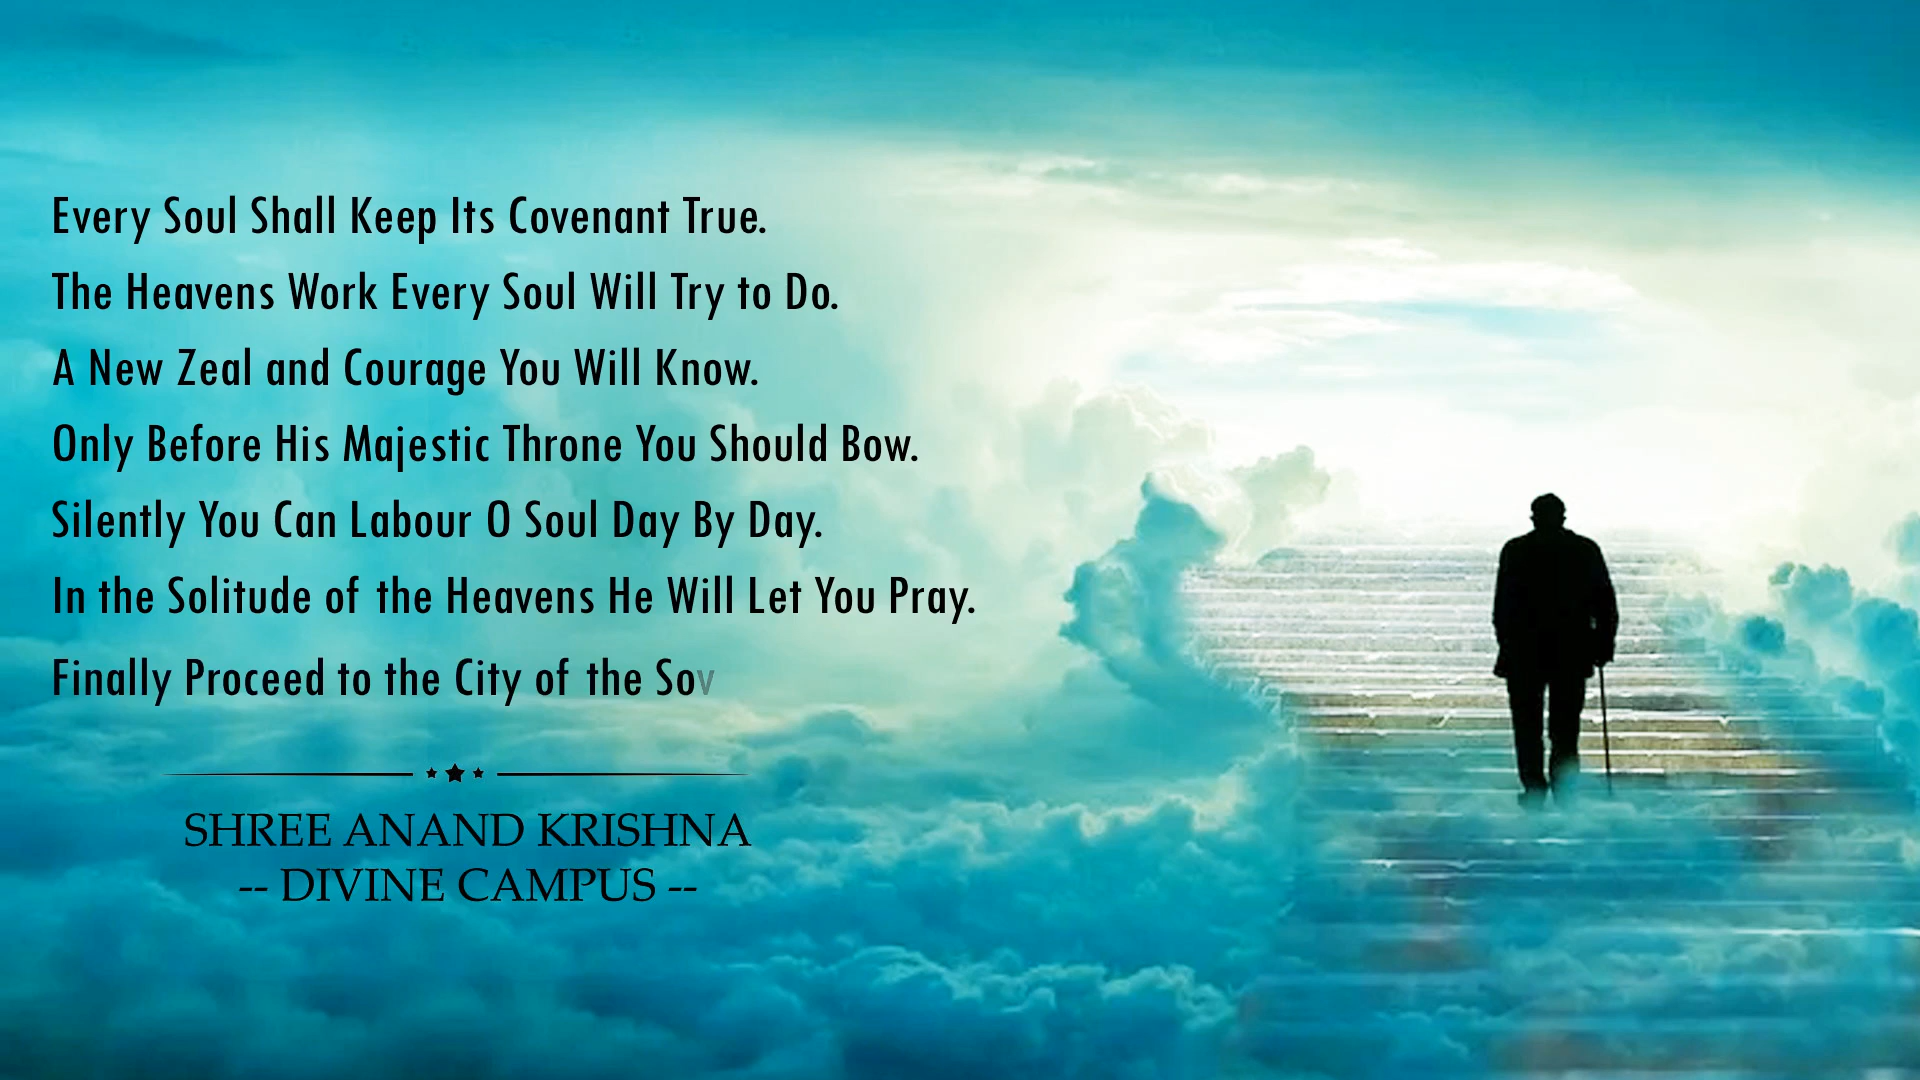 Every Soul Shall Keep Its Covenant True.
The Heavens Work Every Soul Will Try to Do.
A New Zeal and Courage You Will Know.
Only Before His Majestic Throne You Should Bow.
Silently You Can Labour O Soul Day By Day.
In the Solitude of the Heavens He Will Let You Pray.
Finally Proceed to the City of the Sov
SHREE ANAND KRISHNA
-- DIVINE CAMPUS --